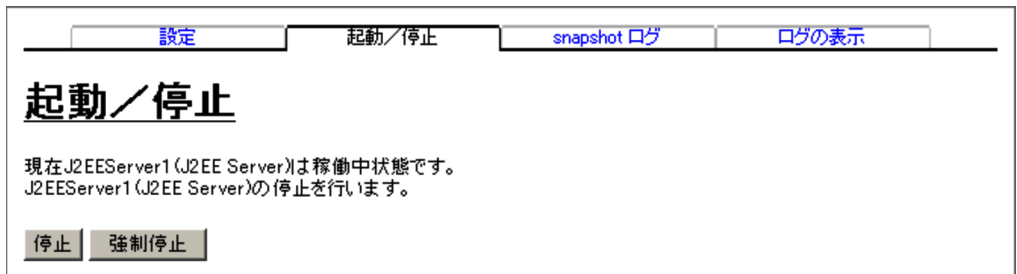 設定 起動／停止 snapshot ログ ログの表示
起動／停止
現在J2EEServer1(J2EE Server)は稼働中状態です。
J2EEServer1(J2EE Server)の停止を行います。
停止 強制停止